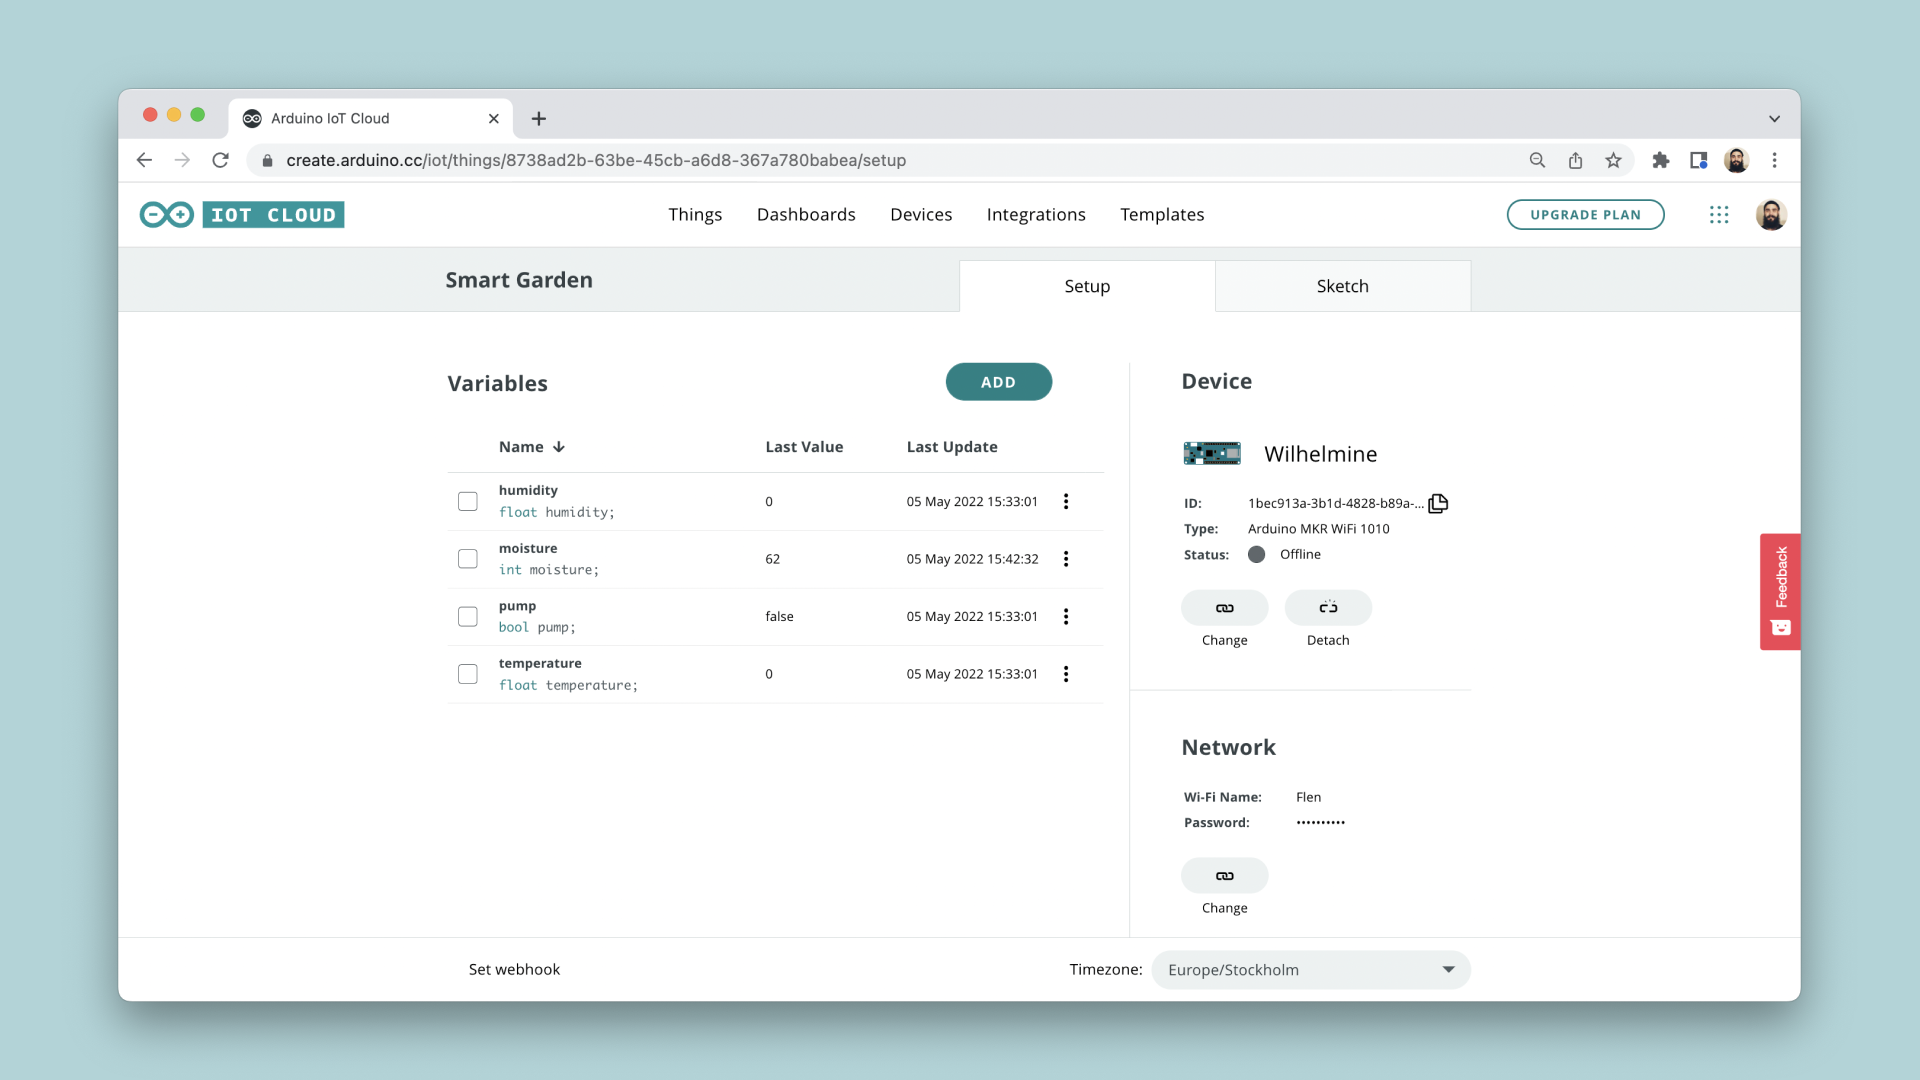 Arduino IoT Cloud
create.arduino.cc/iot/things/8738ad2b-63be-45cb-a6d8-367a780babea/setup
IOT CLOUD
Things
Dashboards
Devices
Integrations
Templates
UPGRADE PLAN
Smart Garden
Setup
Sketch
Variables
ADD
Name
Last Value
Last Update
humidity
float humidity;
0
05 May 2022 15:33:01
moisture
int moisture;
62
05 May 2022 15:42:32
pump
bool pump;
false
05 May 2022 15:33:01
temperature
float temperature;
0
05 May 2022 15:33:01
Device
Wilhelmine
ID: 1bec913a-3b1d-4828-b89a-...
Type: Arduino MKR WiFi 1010
Status: Offline
Change
Detach
Network
Wi-Fi Name: Flen
Password: ••••••••••
Change
Feedback
Set webhook
Timezone: Europe/Stockholm